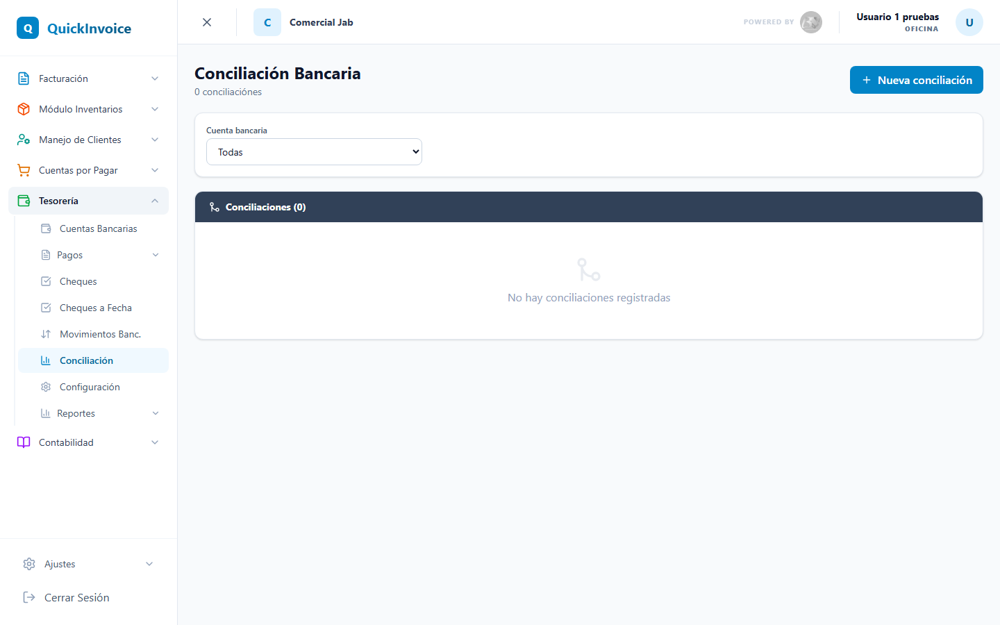 Q QuickInvoice
Facturación
Módulo Inventarios
Manejo de Clientes
Cuentas por Pagar
Tesorería
Cuentas Bancarias
Pagos
Cheques
Cheques a Fecha
Movimientos Banc.
Conciliación
Configuración
Reportes
Contabilidad
Ajustes
Cerrar Sesión
C Comercial Jab
POWERED BY
Usuario 1 pruebas
OFICINA
U
Conciliación Bancaria
0 conciliaciónes
Nueva conciliación
Cuenta bancaria
Todas
Conciliaciones (0)
No hay conciliaciones registradas